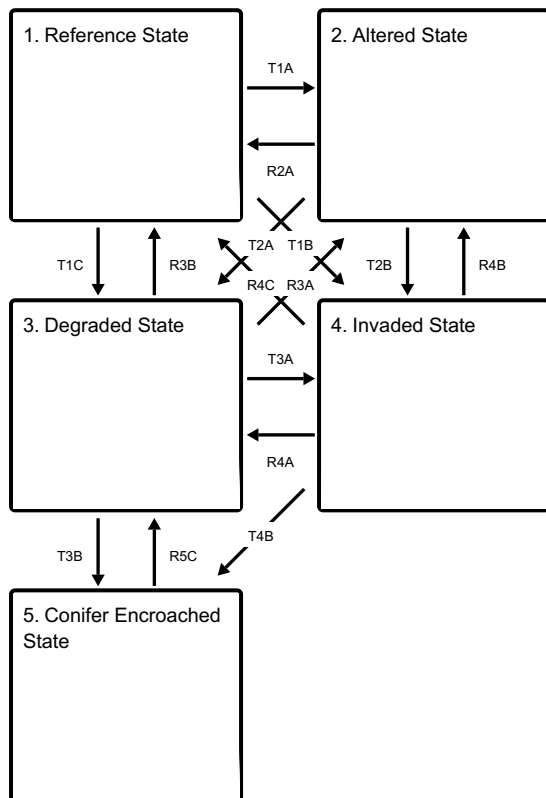 1. Reference State
2. Altered State
T1A
R2A
T2A
T1B
T1C
R3B
T2B
R4B
R4C
R3A
3. Degraded State
4. Invaded State
T3A
R4A
T4B
T3B
R5C
5. Conifer Encroached
State